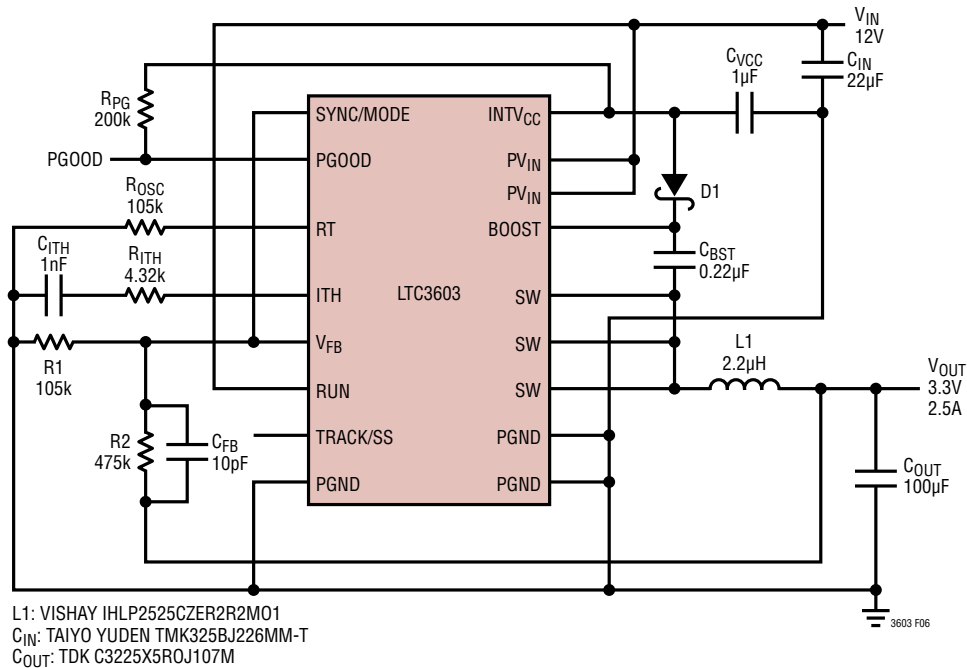 VIN
12V
CVCC
1µF
CIN
22µF
RPG
200k
SYNC/MODE
INTVCC
PGOOD
PGOOD
PVIN
PVIN
D1
ROSC
105k
RT
BOOST
CITH
1nF
RITH
4.32k
CBST
0.22µF
ITH
LTC3603
SW
VFB
SW
R1
105k
L1
2.2µH
RUN
SW
VOUT
3.3V
2.5A
R2
475k
CFB
10pF
TRACK/SS
PGND
PGND
PGND
COUT
100µF
L1: VISHAY IHLP2525CZER2R2MO1
CIN: TAIYO YUDEN TMK325BJ226MM-T
COUT: TDK C3225X5ROJ107M
3603 F06